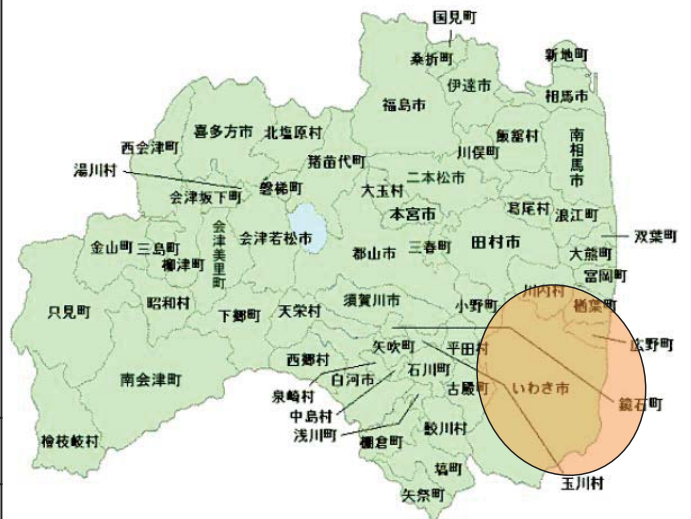 国見町
桑折町
新地町
伊達市
相馬市
福島市
喜多方市
北塩原村
飯舘村
南相馬市
西会津町
猪苗代町
川俣町
湯川村
二本松市
会津坂下町
磐梯町
大玉村
本宮市
葛尾村
浪江町
会津美里町
会津若松市
双葉町
金山町
三島町
柳津町
郡山市
三春町
田村市
大熊町
富岡町
只見町
昭和村
下郷町
天栄村
須賀川市
小野町
川内村
楢葉町
西郷村
矢吹町
平田村
広野町
南会津町
泉崎村
白河市
石川町
古殿町
いわき市
鏡石町
中島村
浅川町
棚倉町
鮫川村
檜枝岐村
塙町
玉川村
矢祭町